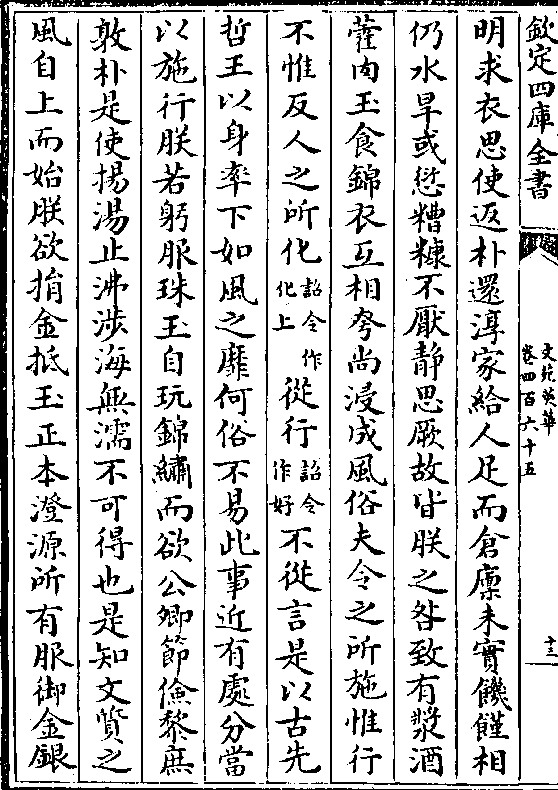 欽定四庫全書
文苑英華
卷四百六十五
十三
明求衣思使返朴還淳家給人足而倉廪未實饑饉相
仍水旱或愆糟糠不厭静思厥故皆朕之咎致有漿酒
藿肉玉食錦衣互相夸尚浸成風俗夫令之所施惟行
不惟反人之所化詔令作化上從行詔令作好不從言是以古先
哲王以身率下如風之靡何俗不易此事近有處分當
以施行朕若躬服珠玉自玩錦繡而欲公卿節儉黎庶
敦朴是使揚湯止沸渉海無濡不可得也是知文質之
風自上而始朕欲捐金抵玉正本澄源所有服御金銀